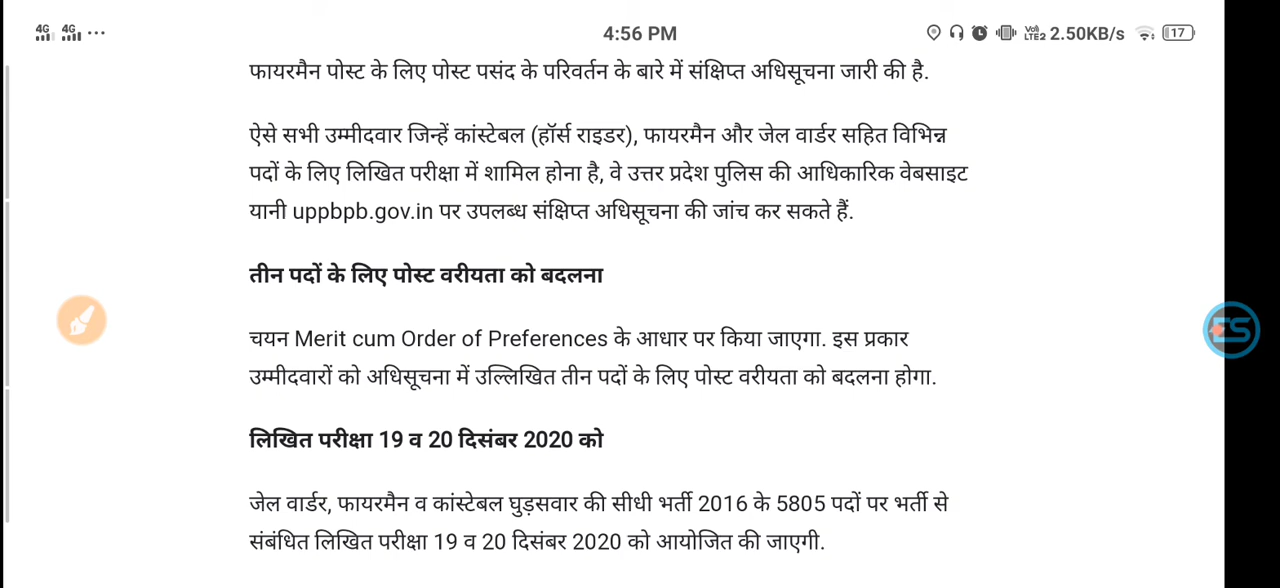 4G 4G ... 4:56 PM Vo) LTE2 2.50KB/s 17
फायरमैन पोस्ट के लिए पोस्ट पसंद के परिवर्तन के बारे में संक्षिप्त अधिसूचना जारी की है.
ऐसे सभी उम्मीदवार जिन्हें कांस्टेबल (हॉर्स राइडर), फायरमैन और जेल वार्डर सहित विभिन्न
पदों के लिए लिखित परीक्षा में शामिल होना है, वे उत्तर प्रदेश पुलिस की आधिकारिक वेबसाइट
यानी uppbpb.gov.in पर उपलब्ध संक्षिप्त अधिसूचना की जांच कर सकते हैं.
तीन पदों के लिए पोस्ट वरीयता को बदलना
चयन Merit cum Order of Preferences के आधार पर किया जाएगा. इस प्रकार
उम्मीदवारों को अधिसूचना में उल्लिखित तीन पदों के लिए पोस्ट वरीयता को बदलना होगा.
लिखित परीक्षा 19 व 20 दिसंबर 2020 को
जेल वार्डर, फायरमैन व कांस्टेबल घुड़सवार की सीधी भर्ती 2016 के 5805 पदों पर भर्ती से
संबंधित लिखित परीक्षा 19 व 20 दिसंबर 2020 को आयोजित की जाएगी.